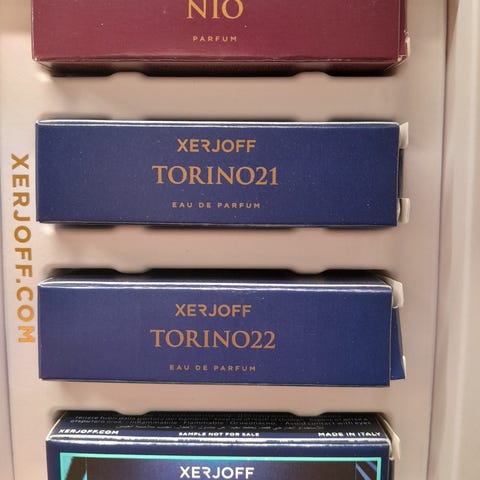 NIO
PARFUM
XERJOFF.COM
XERJOFF
TORINO21
EAU DE PARFUM
XERJOFF
TORINO22
EAU DE PARFUM
XERJOFF.COM
SAMPLE NOT FOR SALE
MADE IN ITALY
XERJOFF